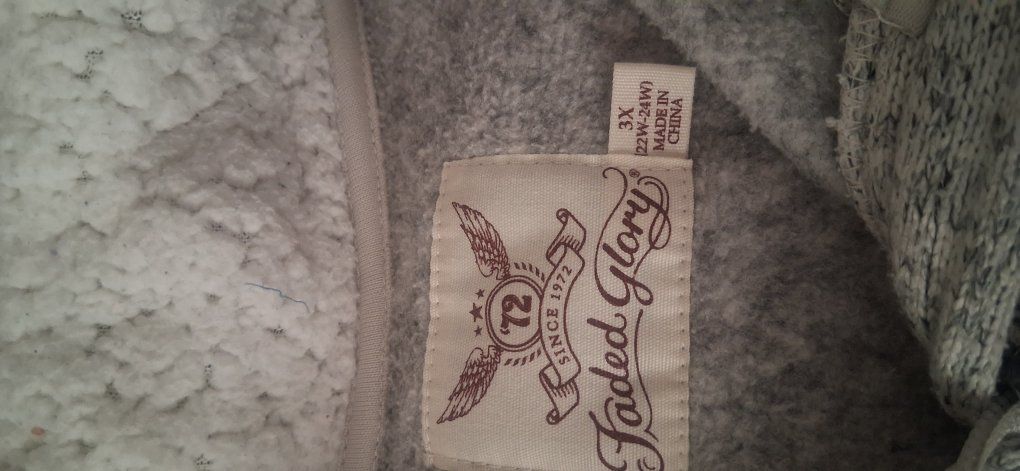 3X
(22W-24W)
MADE IN
CHINA
'72
SINCE 1972
Faded Glory®